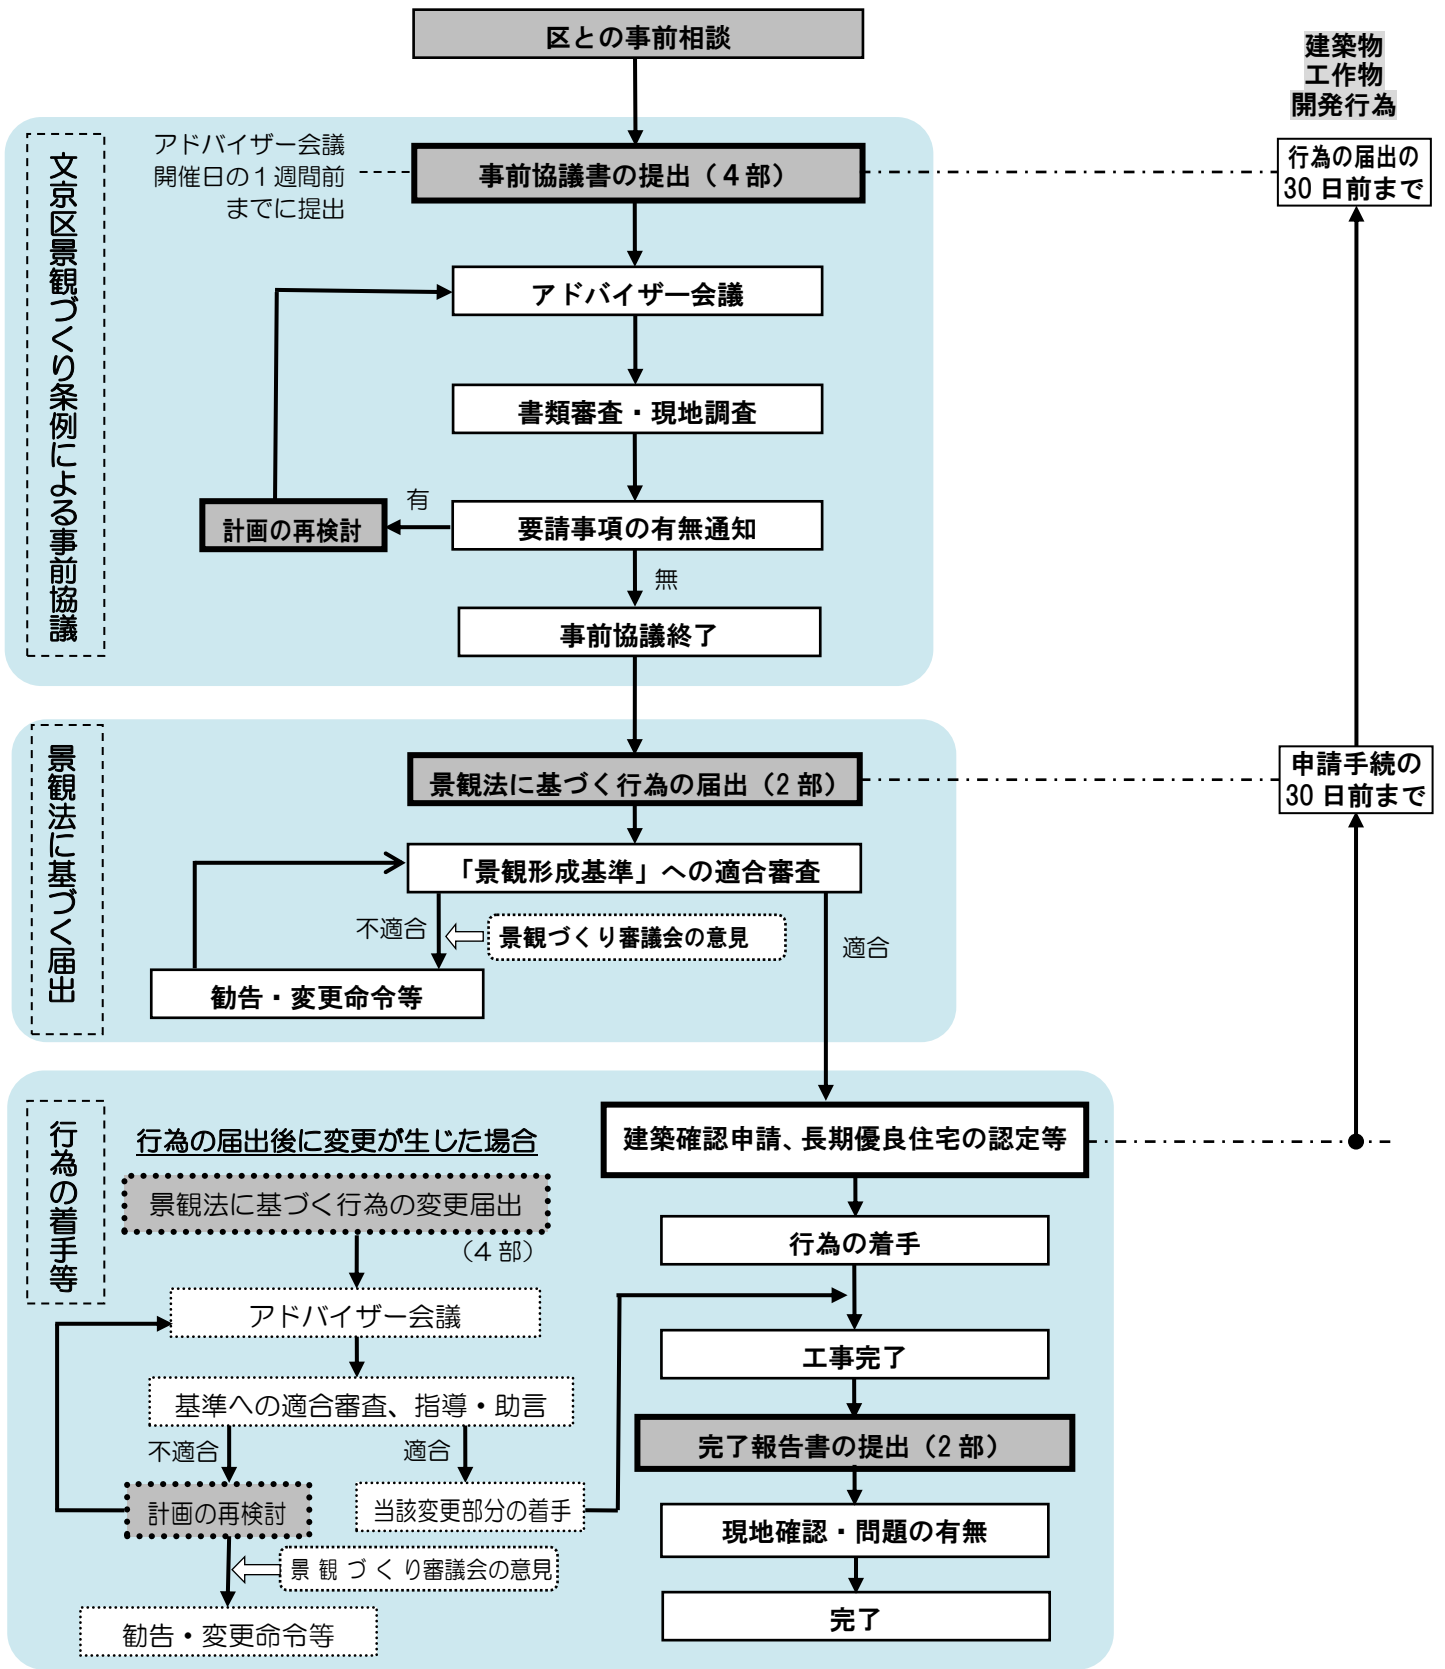 区との事前相談
建築物
工作物
開発行為
文京区景観づくり条例による事前協議
アドバイザー会議
開催日の１週間前
までに提出
事前協議書の提出（４部）
行為の届出の
30 日前まで
アドバイザー会議
書類審査・現地調査
要請事項の有無通知
有
計画の再検討
無
事前協議終了
景観法に基づく届出
景観法に基づく行為の届出（2 部）
申請手続の
30 日前まで
「景観形成基準」への適合審査
不適合
景観づくり審議会の意見
適合
勧告・変更命令等
行為の着手等
行為の届出後に変更が生じた場合
建築確認申請、長期優良住宅の認定等
景観法に基づく行為の変更届出
（4 部）
行為の着手
アドバイザー会議
工事完了
基準への適合審査、指導・助言
不適合
適合
完了報告書の提出（2 部）
計画の再検討
当該変更部分の着手
現地確認・問題の有無
景 観 づ く り審議会の意見
勧告・変更命令等
完了